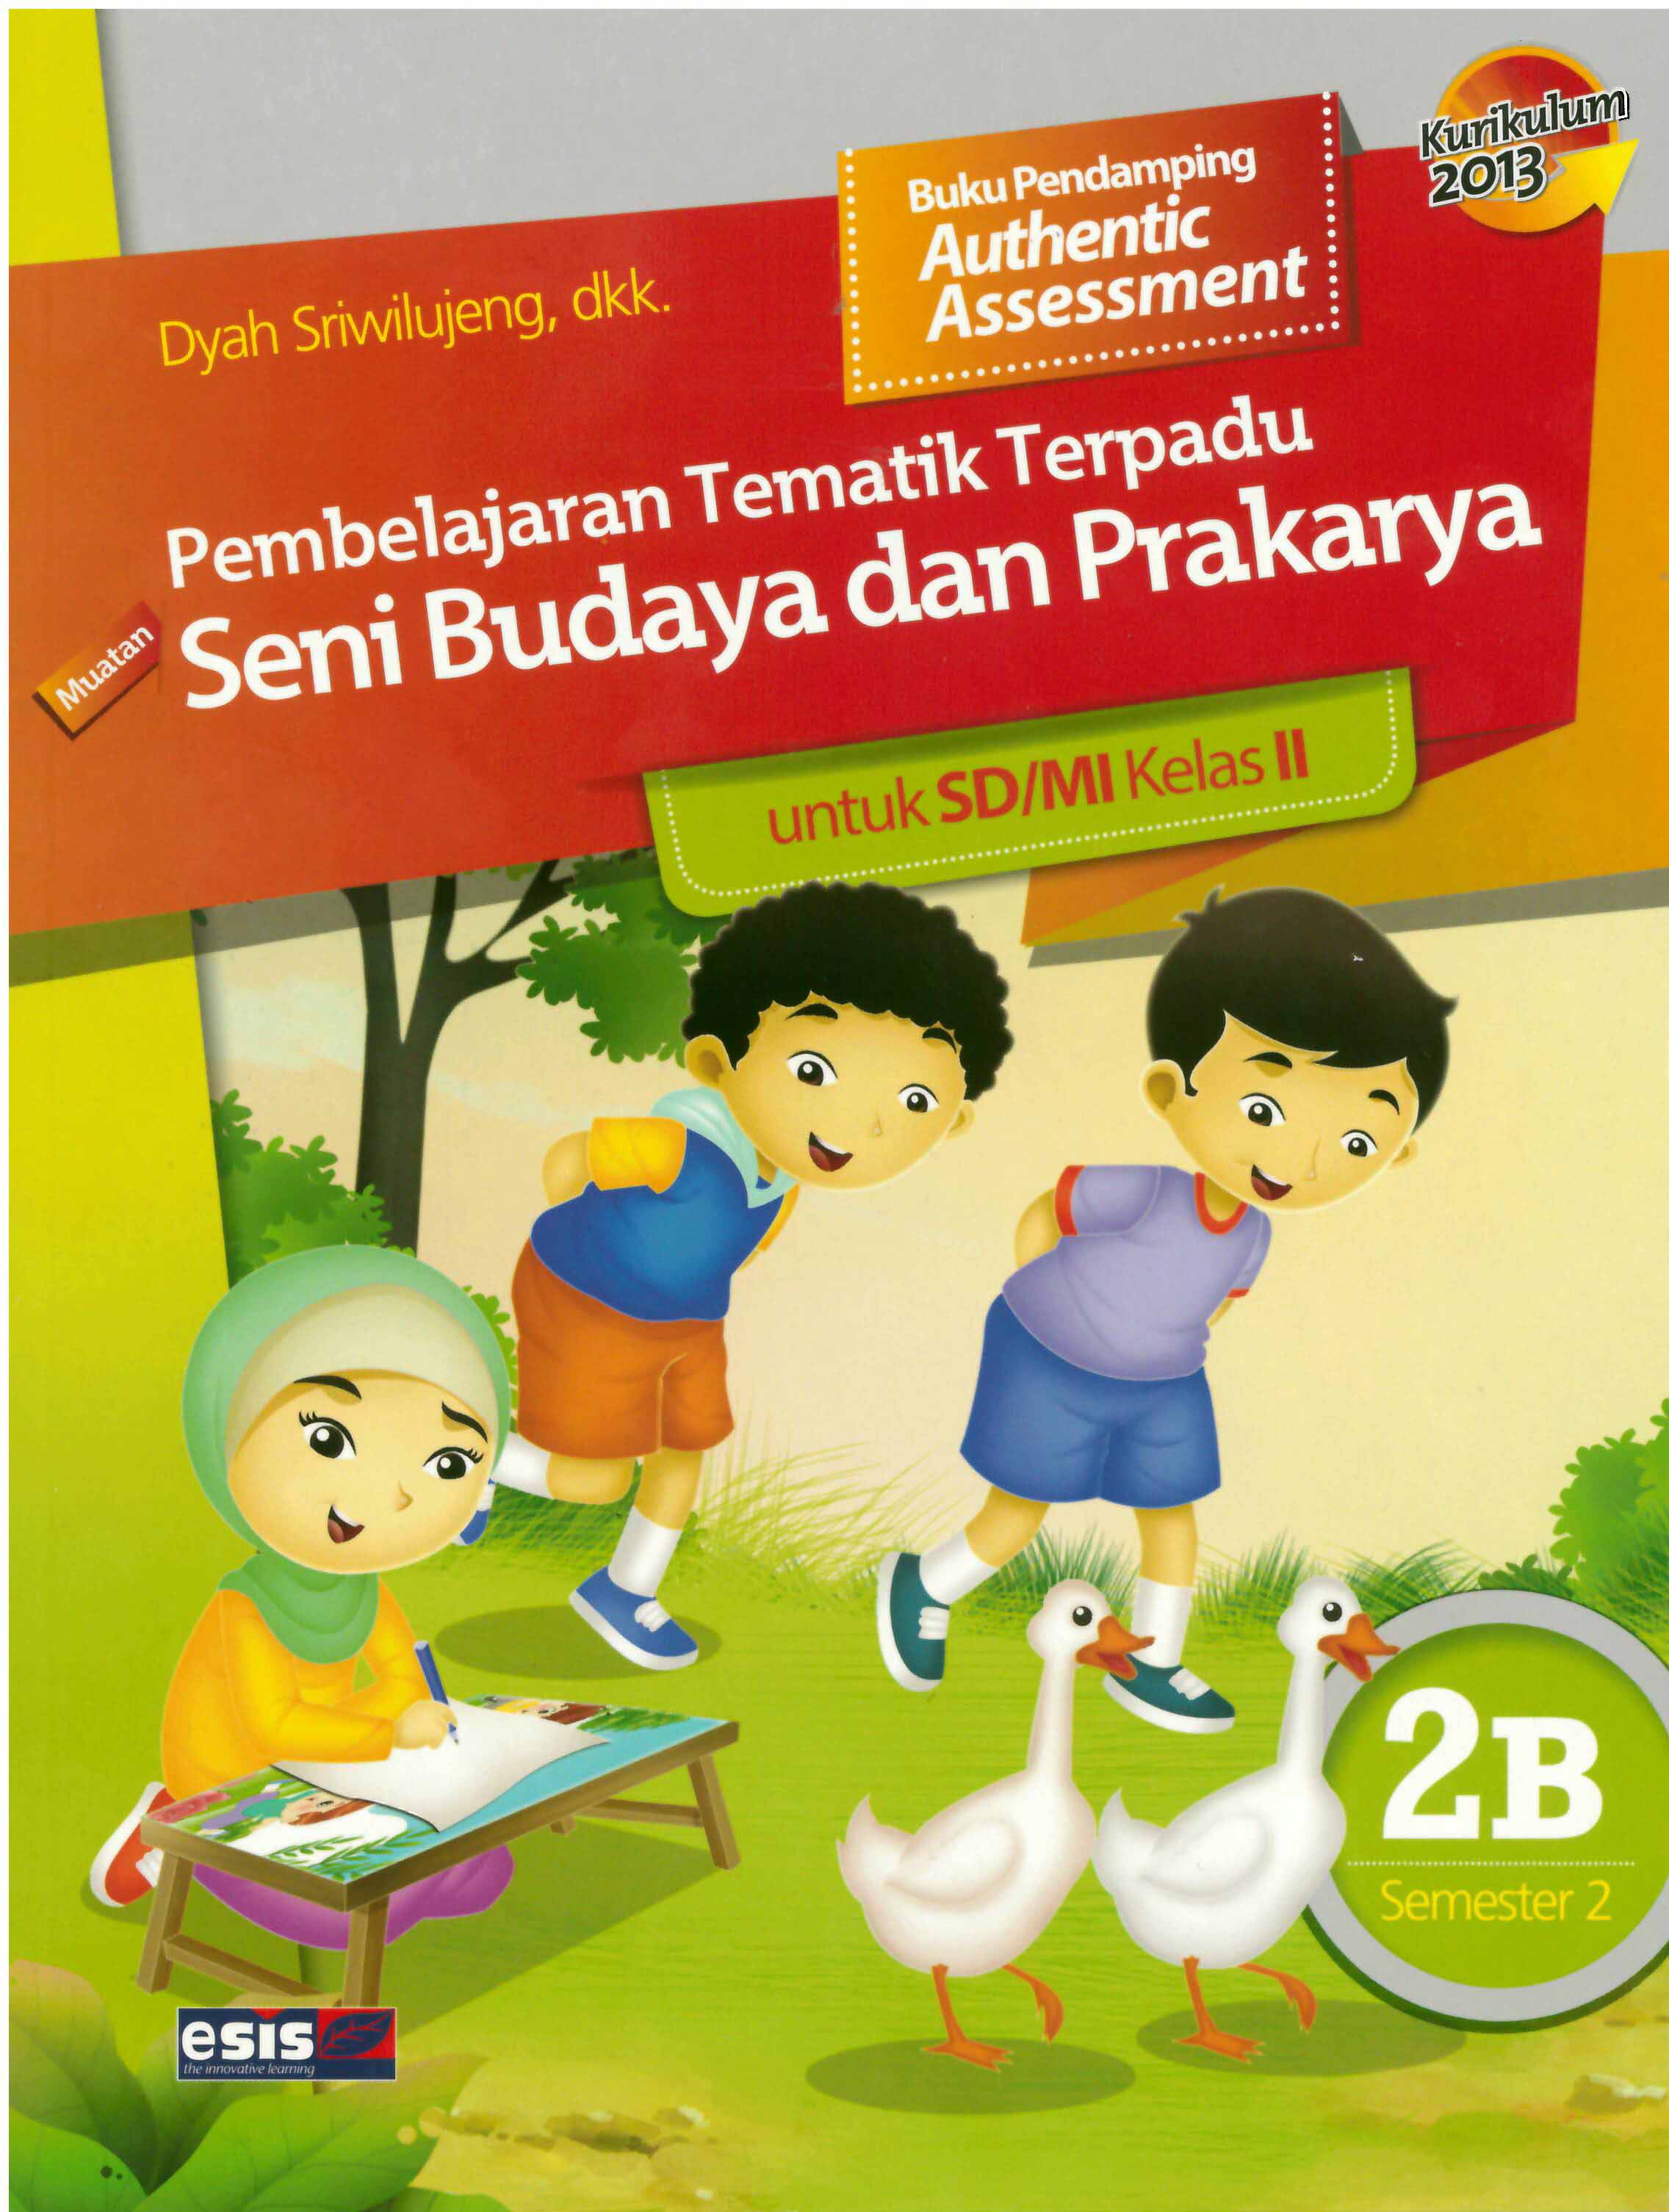 Kurikulum
2013
Buku Pendamping
Authentic
Assessment
Dyah Sriwilujeng, dkk.
Pembelajaran Tematik Terpadu
Muatan
Seni Budaya dan Prakarya
untuk SD/MI Kelas II
2B
Semester 2
esis
the innovative learning